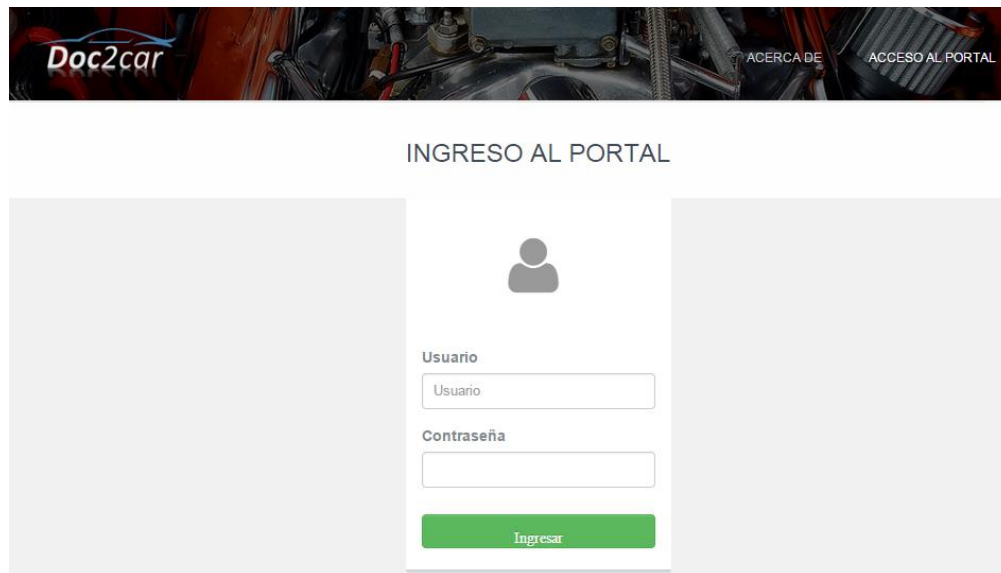 Doc2car
ACERCA DE
ACCESO AL PORTAL
INGRESO AL PORTAL
Usuario
Usuario
Contraseña
Ingresar